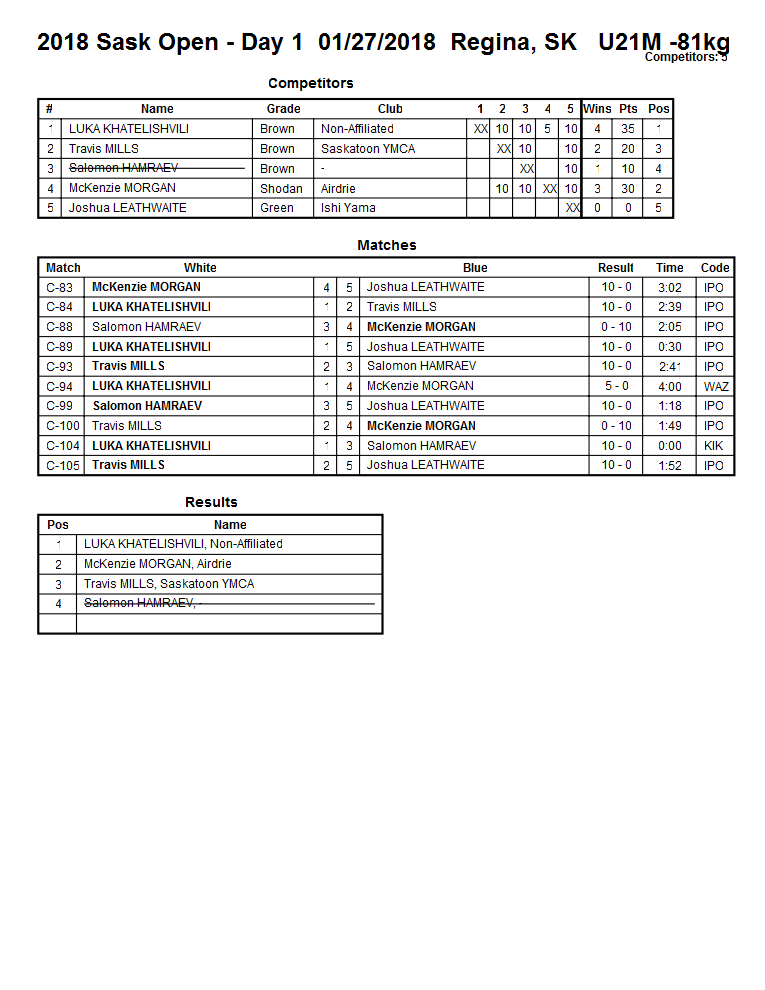 2018 Sask Open - Day 1 01/27/2018 Regina, SK U21M -81kg
Competitors: 5
Competitors
# Name Grade Club 1 2 3 4 5 Wins Pts Pos
1 LUKA KHATELISHVILI Brown Non-Affiliated XX 10 10 5 10 4 35 1
2 Travis MILLS Brown Saskatoon YMCA XX 10 10 2 20 3
3 Salomon HAMRAEV Brown - XX 10 1 10 4
4 McKenzie MORGAN Shodan Airdrie 10 10 XX 10 3 30 2
5 Joshua LEATHWAITE Green Ishi Yama XX 0 0 5
Matches
Match White Blue Result Time Code
C-83 McKenzie MORGAN 4 5 Joshua LEATHWAITE 10 - 0 3:02 IPO
C-84 LUKA KHATELISHVILI 1 2 Travis MILLS 10 - 0 2:39 IPO
C-88 Salomon HAMRAEV 3 4 McKenzie MORGAN 0 - 10 2:05 IPO
C-89 LUKA KHATELISHVILI 1 5 Joshua LEATHWAITE 10 - 0 0:30 IPO
C-93 Travis MILLS 2 3 Salomon HAMRAEV 10 - 0 2:41 IPO
C-94 LUKA KHATELISHVILI 1 4 McKenzie MORGAN 5 - 0 4:00 WAZ
C-99 Salomon HAMRAEV 3 5 Joshua LEATHWAITE 10 - 0 1:18 IPO
C-100 Travis MILLS 2 4 McKenzie MORGAN 0 - 10 1:49 IPO
C-104 LUKA KHATELISHVILI 1 3 Salomon HAMRAEV 10 - 0 0:00 KIK
C-105 Travis MILLS 2 5 Joshua LEATHWAITE 10 - 0 1:52 IPO
Results
Pos Name
1 LUKA KHATELISHVILI, Non-Affiliated
2 McKenzie MORGAN, Airdrie
3 Travis MILLS, Saskatoon YMCA
4 Salomon HAMRAEV, -